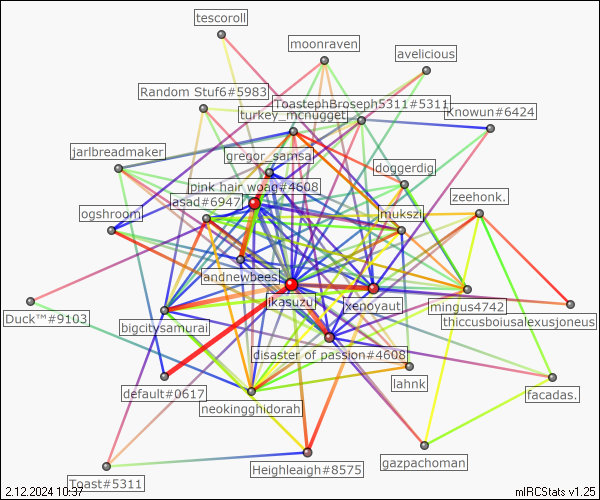 tescoroll
moonraven
avelicious
Random Stuf6#5983
ToastephBroseph5311#5311
turkey_mcnugget
Knowun#6424
jarlbreadmaker
gregor_samsa
doggerdig
pink hair woag#4608
zeehonk.
asad#6947
ogshroom
mukszi
andnewbees
ikasuzul
xenoyaut
mingus4742
thiccusboiusalexusjoneus
Duck™#9103
bigcitysamurai
disaster of passion#4608
default#0617
lahnk
facadas.
neokingghidorah
Heighleaigh#8575
gazpachoman
Toast#5311
2.12.2024 10:37
mIRCStats v1.25